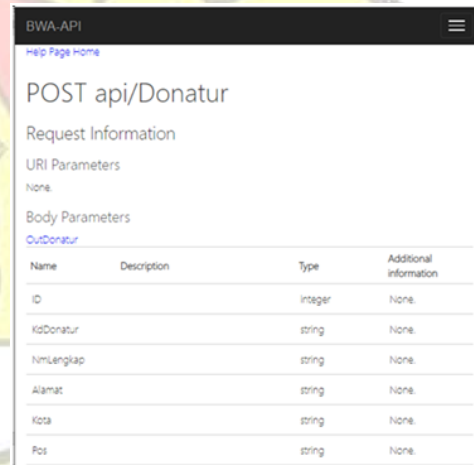 BWA-API
Help Page Home
POST api/Donatur
Request Information
URI Parameters
None.
Body Parameters
OutDonatur
Name Description Type Additional information
ID integer None.
KdDonatur string None.
NmLengkap string None.
Alamat string None.
Kota string None.
Pos string None.